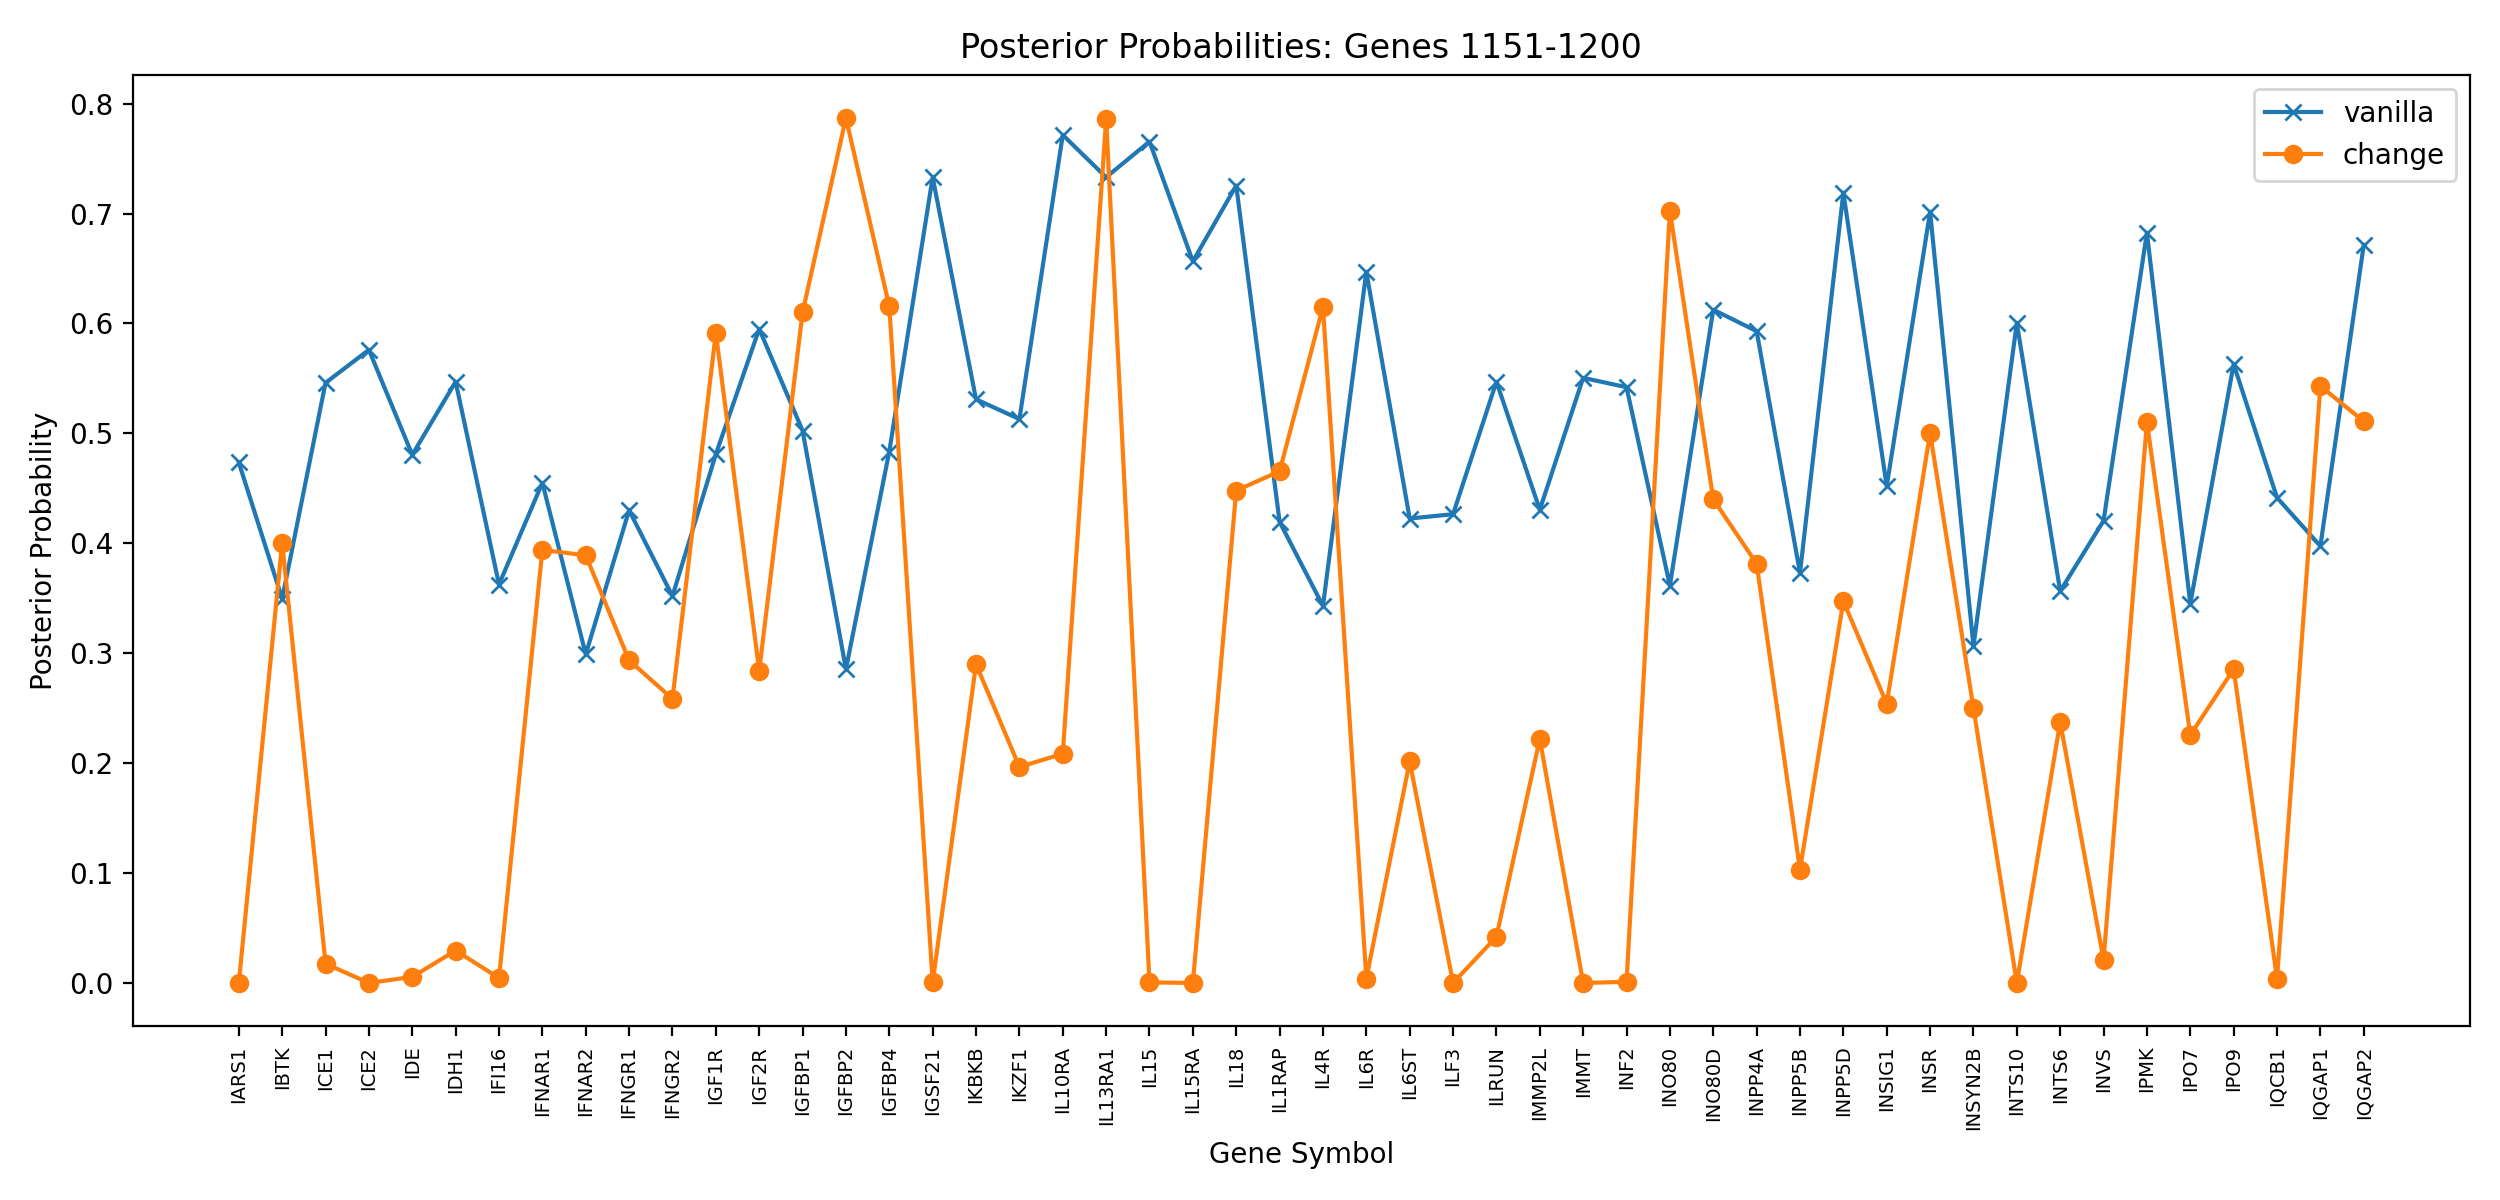 Posterior Probabilities: Genes 1151-1200
vanilla
change
Posterior Probability
0.8
0.7
0.6
0.5
0.4
0.3
0.2
0.1
0.0
IARS1
IBTK
ICE1
ICE2
IDE
IDH1
IFI16
IFNAR1
IFNAR2
IFNGR1
IFNGR2
IGF1R
IGF2R
IGFBP1
IGFBP2
IGFBP4
IGSF21
IKBKB
IKZF1
IL10RA
IL13RA1
IL15
IL15RA
IL18
IL1RAP
IL4R
IL6R
IL6ST
ILF3
ILRUN
IMMP2L
IMMT
INF2
INO80
INO80D
INPP4A
INPP5B
INPP5D
INSIG1
INSR
INSYN2B
INTS10
INTS6
INVS
IPMK
IPO7
IPO9
IQCB1
IQGAP1
IQGAP2
Gene Symbol